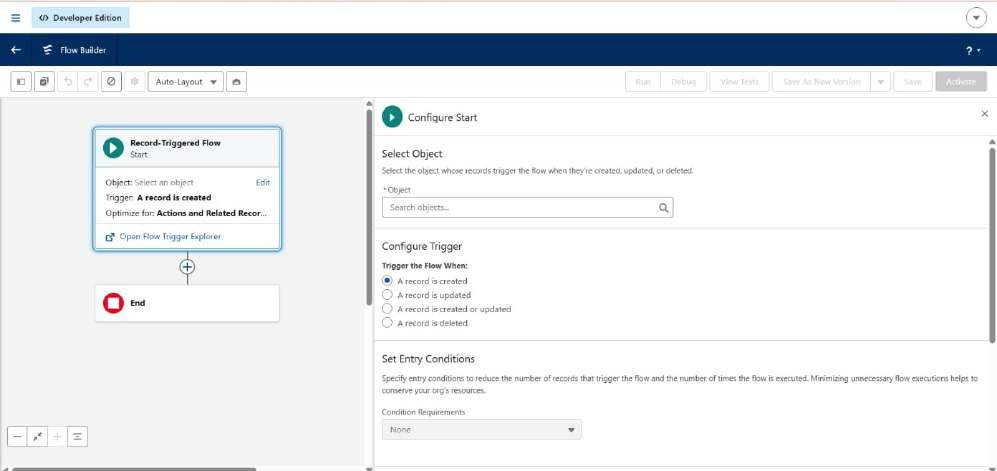 Developer Edition
Flow Builder
?
Auto-Layout
Run
Debug
View Tests
Save As New Version
Save
Activate
Record-Triggered Flow
Start
Object: Select an object
Edit
Trigger: A record is created
Optimize for: Actions and Related Recor...
Open Flow Trigger Explorer
End
Configure Start
Select Object
Select the object whose records trigger the flow when they're created, updated, or deleted.
*Object
Search objects...
Configure Trigger
Trigger the Flow When:
A record is created
A record is updated
A record is created or updated
A record is deleted
Set Entry Conditions
Specify entry conditions to reduce the number of records that trigger the flow and the number of times the flow is executed. Minimizing unnecessary flow executions helps to
conserve your org's resources.
Condition Requirements
None